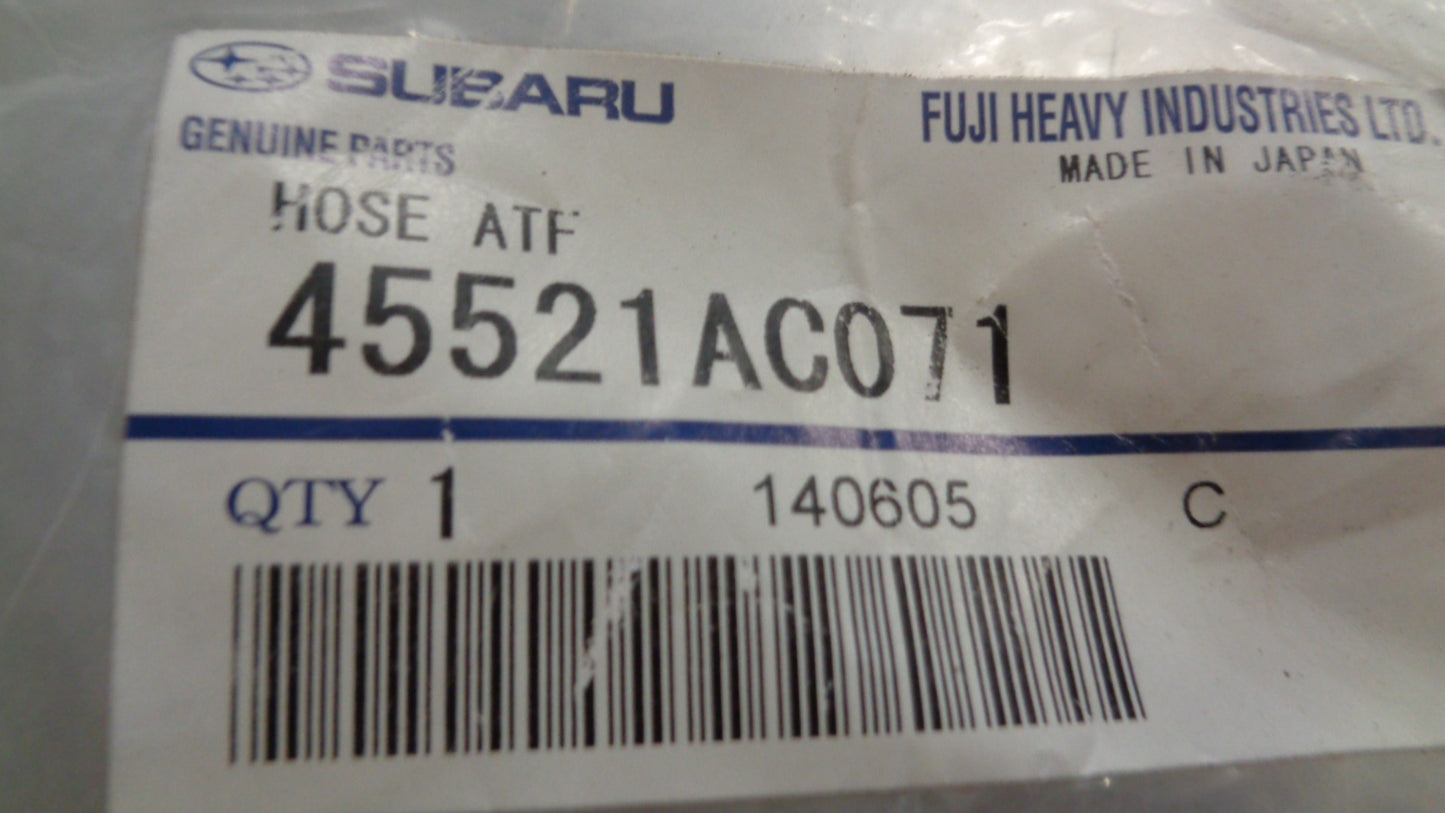 SUBARU
FUJI HEAVY INDUSTRIES LTD.
GENUINE PARTS
MADE IN JAPAN
HOSE ATF
45521AC071
QTY 1 140605 C